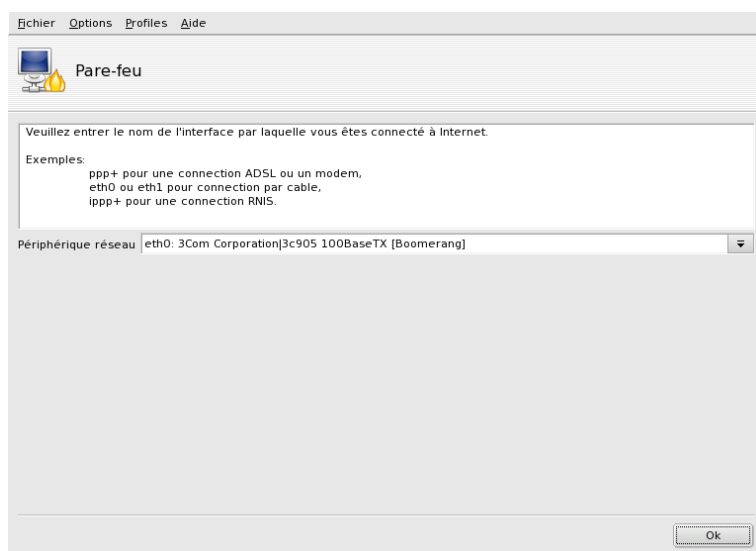 Fichier Options Profiles Aide
Pare-feu
Veuillez entrer le nom de l'interface par laquelle vous êtes connecté à Internet.
Exemples:
ppp+ pour une connection ADSL ou un modem,
eth0 ou eth1 pour connection par cable,
ippp+ pour une connection RNIS.
Périphérique réseau eth0: 3Com Corporation|3c905 100BaseTX [Boomerang]
Ok